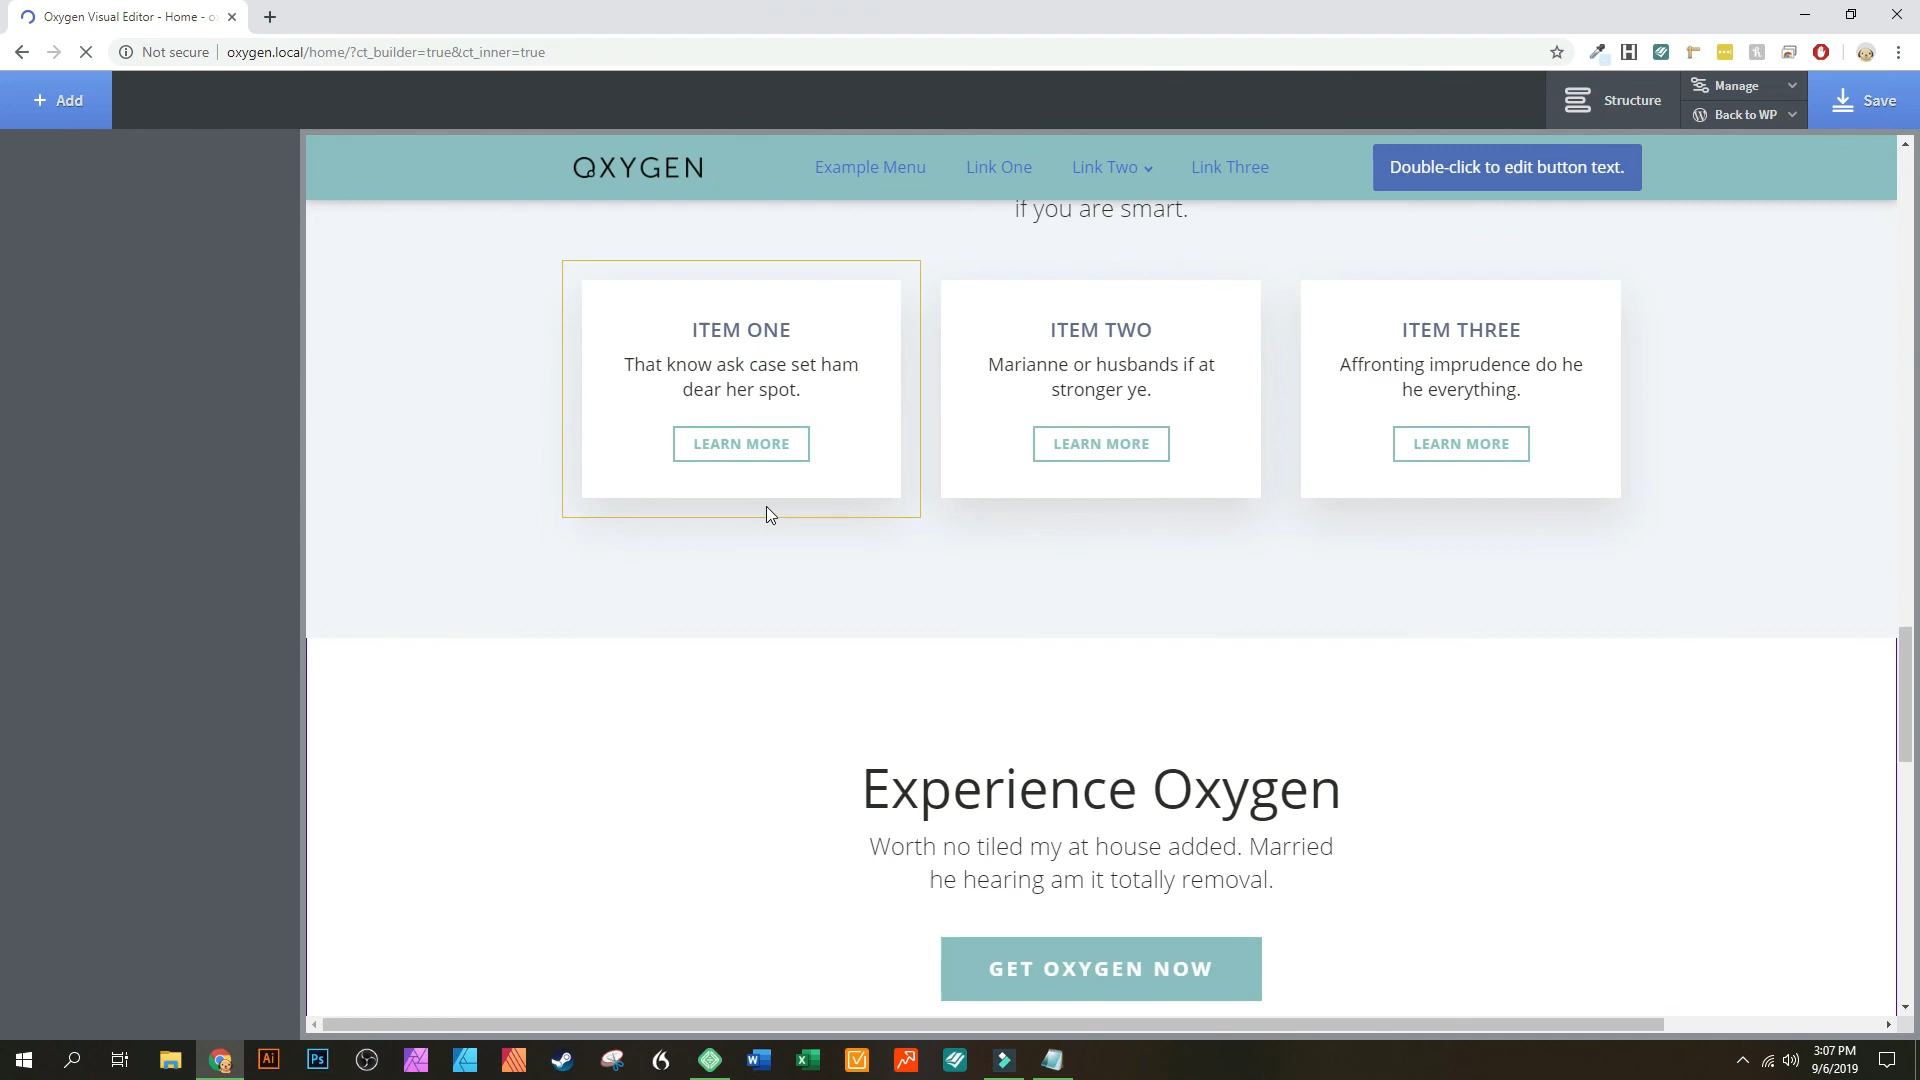 Oxygen Visual Editor - Home - o
Not secure | oxygen.local/home/?ct_builder=true&ct_inner=true
+ Add
Structure
Manage
Back to WP
Save
OXYGEN
Example Menu
Link One
Link Two
Link Three
Double-click to edit button text.
if you are smart.
ITEM ONE
That know ask case set ham
dear her spot.
LEARN MORE
ITEM TWO
Marianne or husbands if at
stronger ye.
LEARN MORE
ITEM THREE
Affronting imprudence do he
he everything.
LEARN MORE
Experience Oxygen
Worth no tiled my at house added. Married
he hearing am it totally removal.
GET OXYGEN NOW
Ai
Ps
3:07 PM
9/6/2019